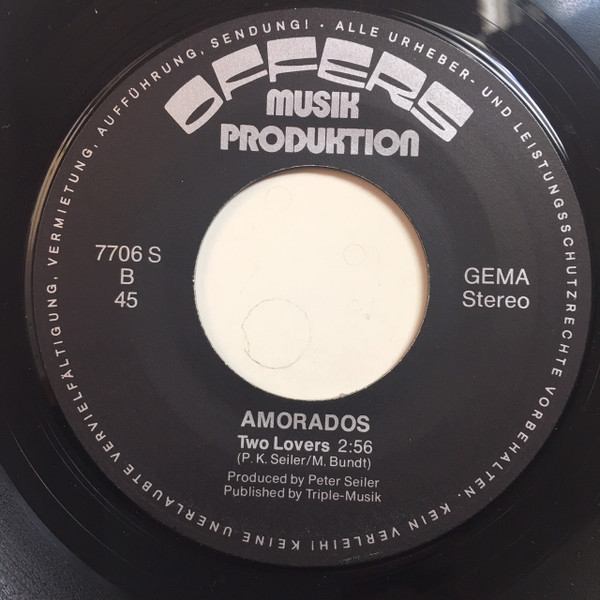 ALLE URHEBER- UND LEISTUNGSSCHUTZRECHTE VORBEHALTEN. KEIN VERLEIH! KEINE UNERLAUBTE VERVIELFÄLTIGUNG, VERMIETUNG, AUFFÜHRUNG, SENDUNG! ·
OFFERS
MUSIK
PRODUKTION
7706 S
B
45
GEMA
Stereo
AMORADOS
Two Lovers 2:56
(P. K. Seiler/M. Bundt)
Produced by Peter Seiler
Published by Triple-Musik